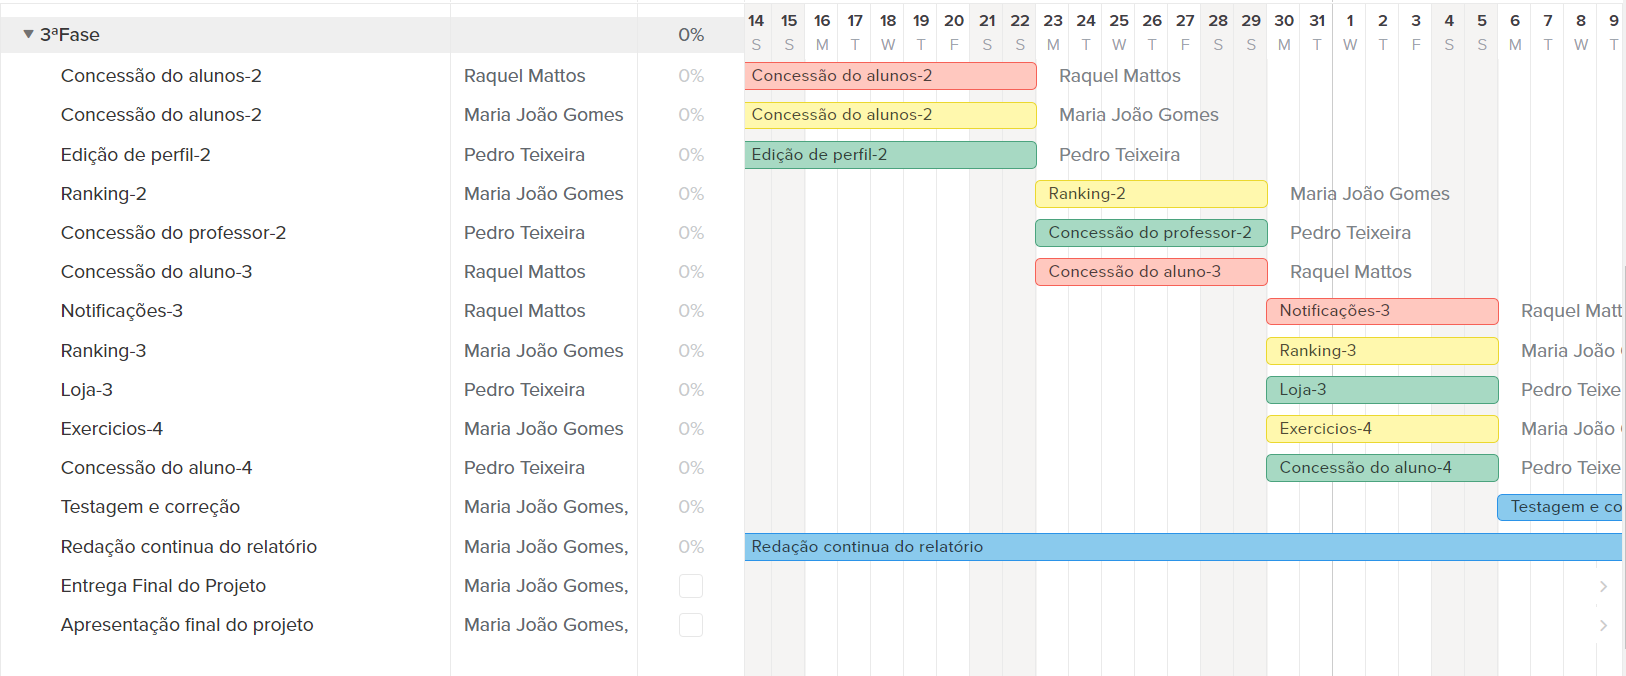 14 15 16 17 18 19 20 21 22 23 24 25 26 27 28 29 30 31 1 2 3 4 5 6 7 8 9
3ªFase 0% S S M T W T F S S M T W T F S S M T W T F S S M T W T
Concessão do alunos-2 Raquel Mattos 0% Concessão do alunos-2 Raquel Mattos
Concessão do alunos-2 Maria João Gomes 0% Concessão do alunos-2 Maria João Gomes
Edição de perfil-2 Pedro Teixeira 0% Edição de perfil-2 Pedro Teixeira
Ranking-2 Maria João Gomes 0% Ranking-2 Maria João Gomes
Concessão do professor-2 Pedro Teixeira 0% Concessão do professor-2 Pedro Teixeira
Concessão do aluno-3 Raquel Mattos 0% Concessão do aluno-3 Raquel Mattos
Notificações-3 Raquel Mattos 0% Notificações-3 Raquel Matt
Ranking-3 Maria João Gomes 0% Ranking-3 Maria João
Loja-3 Pedro Teixeira 0% Loja-3 Pedro Teixe
Exercicios-4 Maria João Gomes 0% Exercicios-4 Maria João
Concessão do aluno-4 Pedro Teixeira 0% Concessão do aluno-4 Pedro Teixe
Testagem e correção Maria João Gomes, 0% Testagem e co
Redação continua do relatório Maria João Gomes, 0% Redação continua do relatório
Entrega Final do Projeto Maria João Gomes,
Apresentação final do projeto Maria João Gomes,